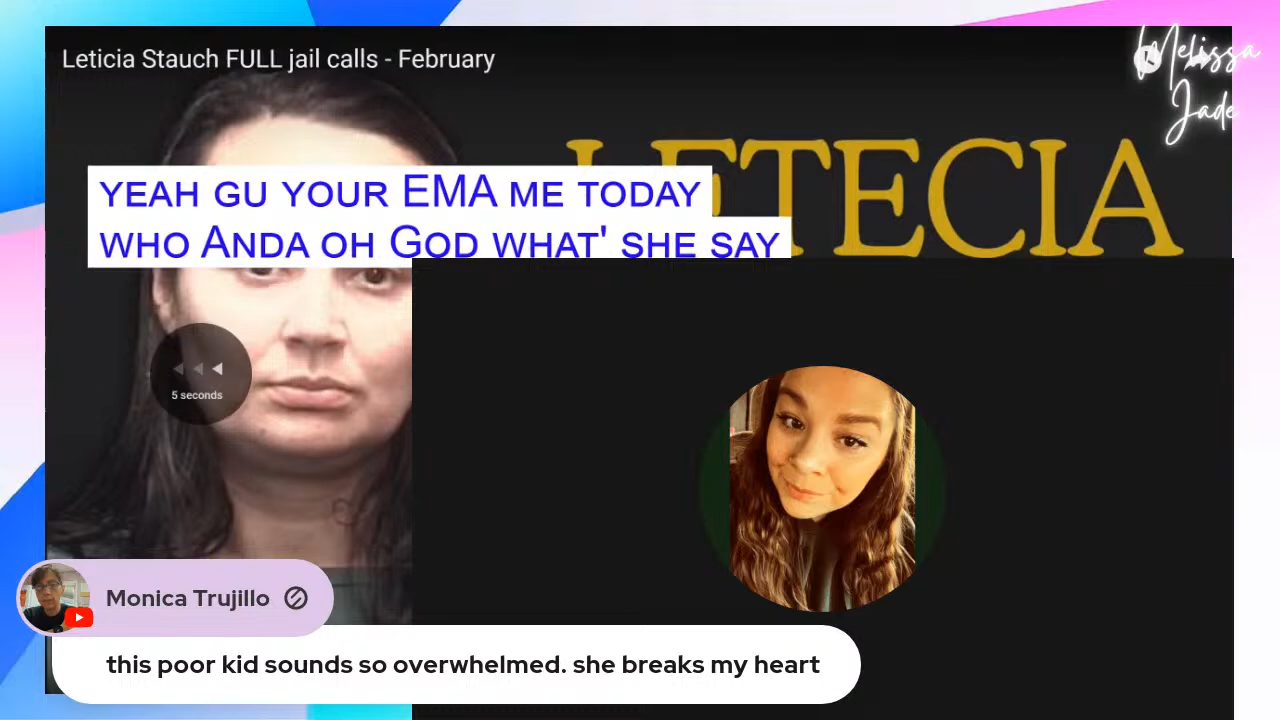 Leticia Stauch FULL jail calls - February
Melissa
Jade
LETECIA
YEAH GU YOUR EMA ME TODAY
WHO ANDA OH GOD WHAT' SHE SAY
5 seconds
Monica Trujillo
this poor kid sounds so overwhelmed. she breaks my heart